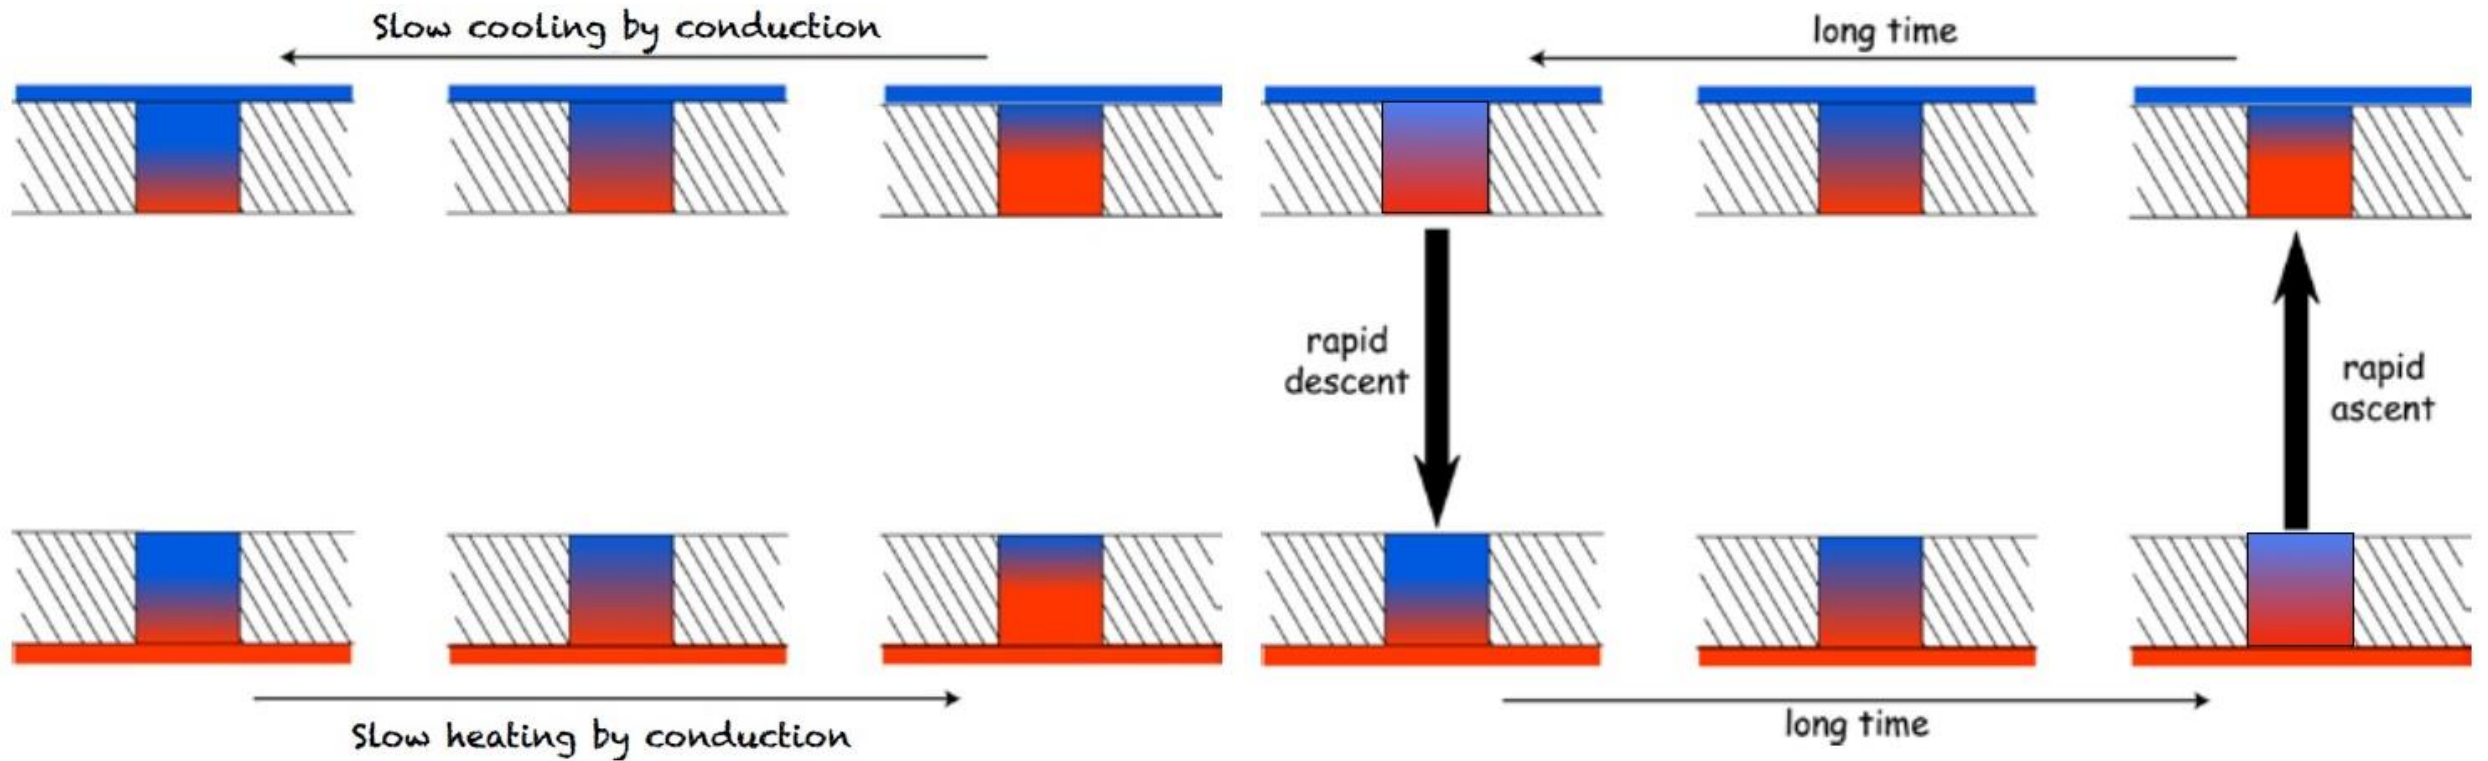 Slow cooling by conduction
long time
rapid
descent
rapid
ascent
Slow heating by conduction
long time